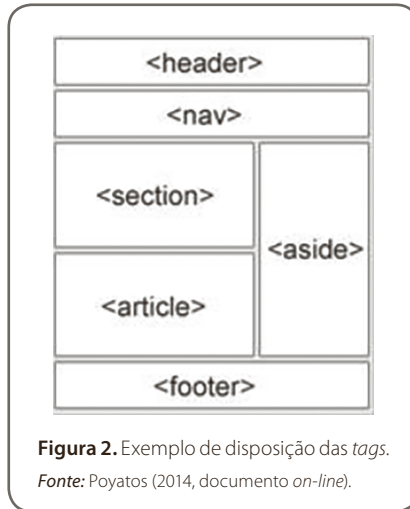 <header>
<nav>
<section>
<aside>
<article>
<footer>
Figura 2. Exemplo de disposição das tags.
Fonte: Poyatos (2014, documento on-line).